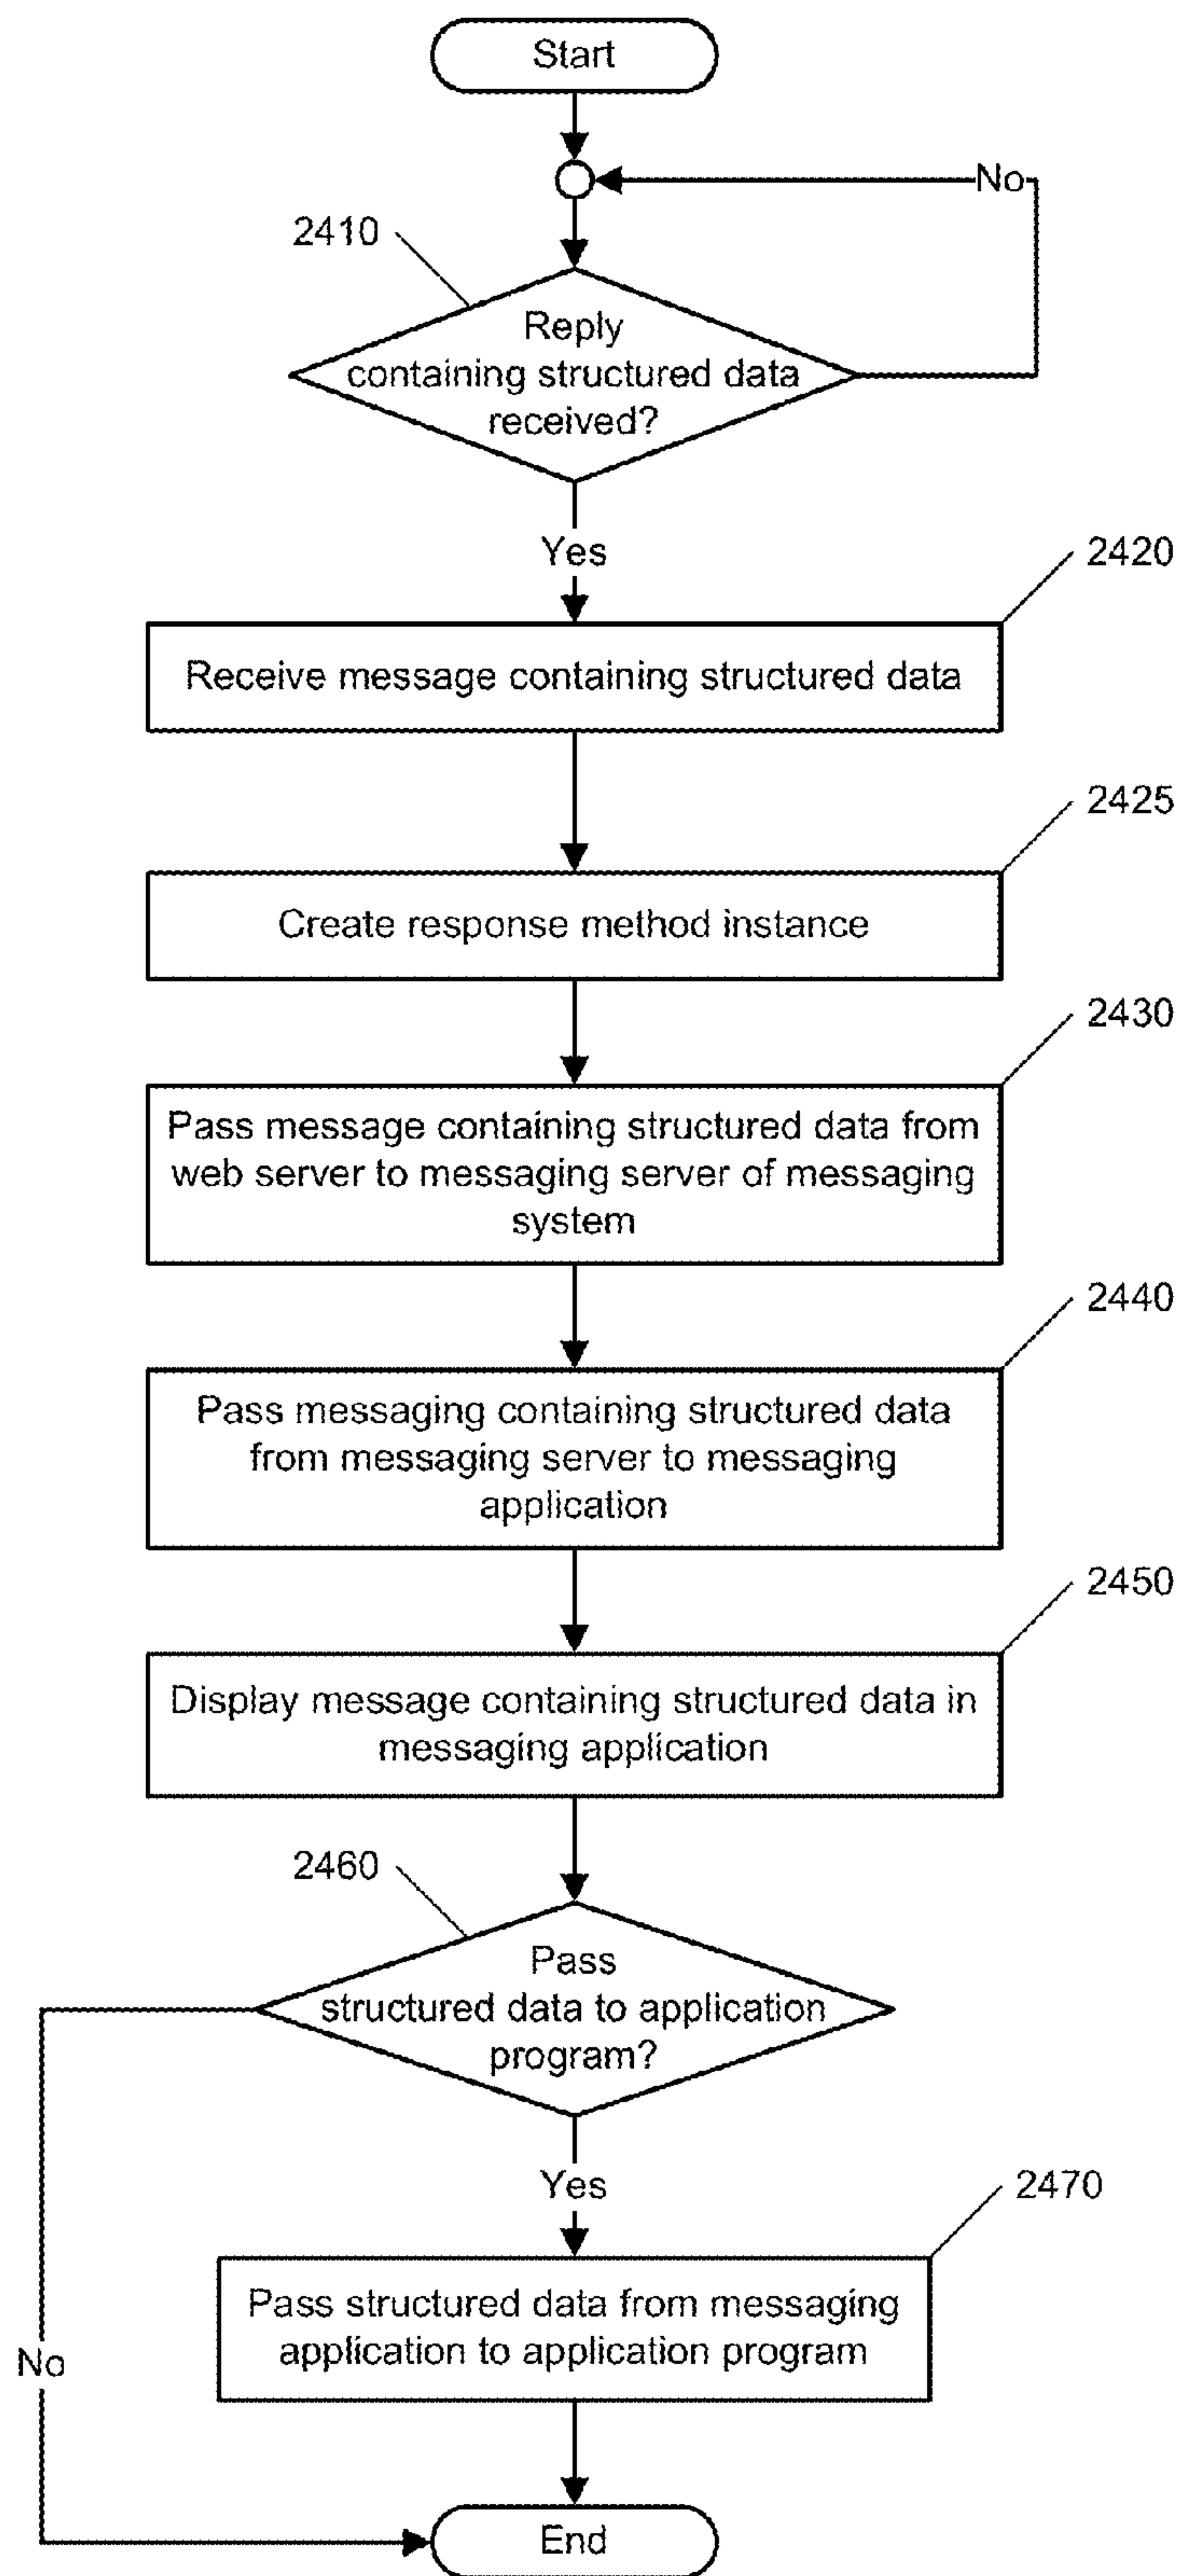 Start
No
2410
Reply
containing structured data
received?
Yes
2420
Receive message containing structured data
2425
Create response method instance
2430
Pass message containing structured data from
web server to messaging server of messaging
system
2440
Pass messaging containing structured data
from messaging server to messaging
application
2450
Display message containing structured data in
messaging application
2460
Pass
structured data to application
program?
Yes
2470
Pass structured data from messaging
application to application program
No
End